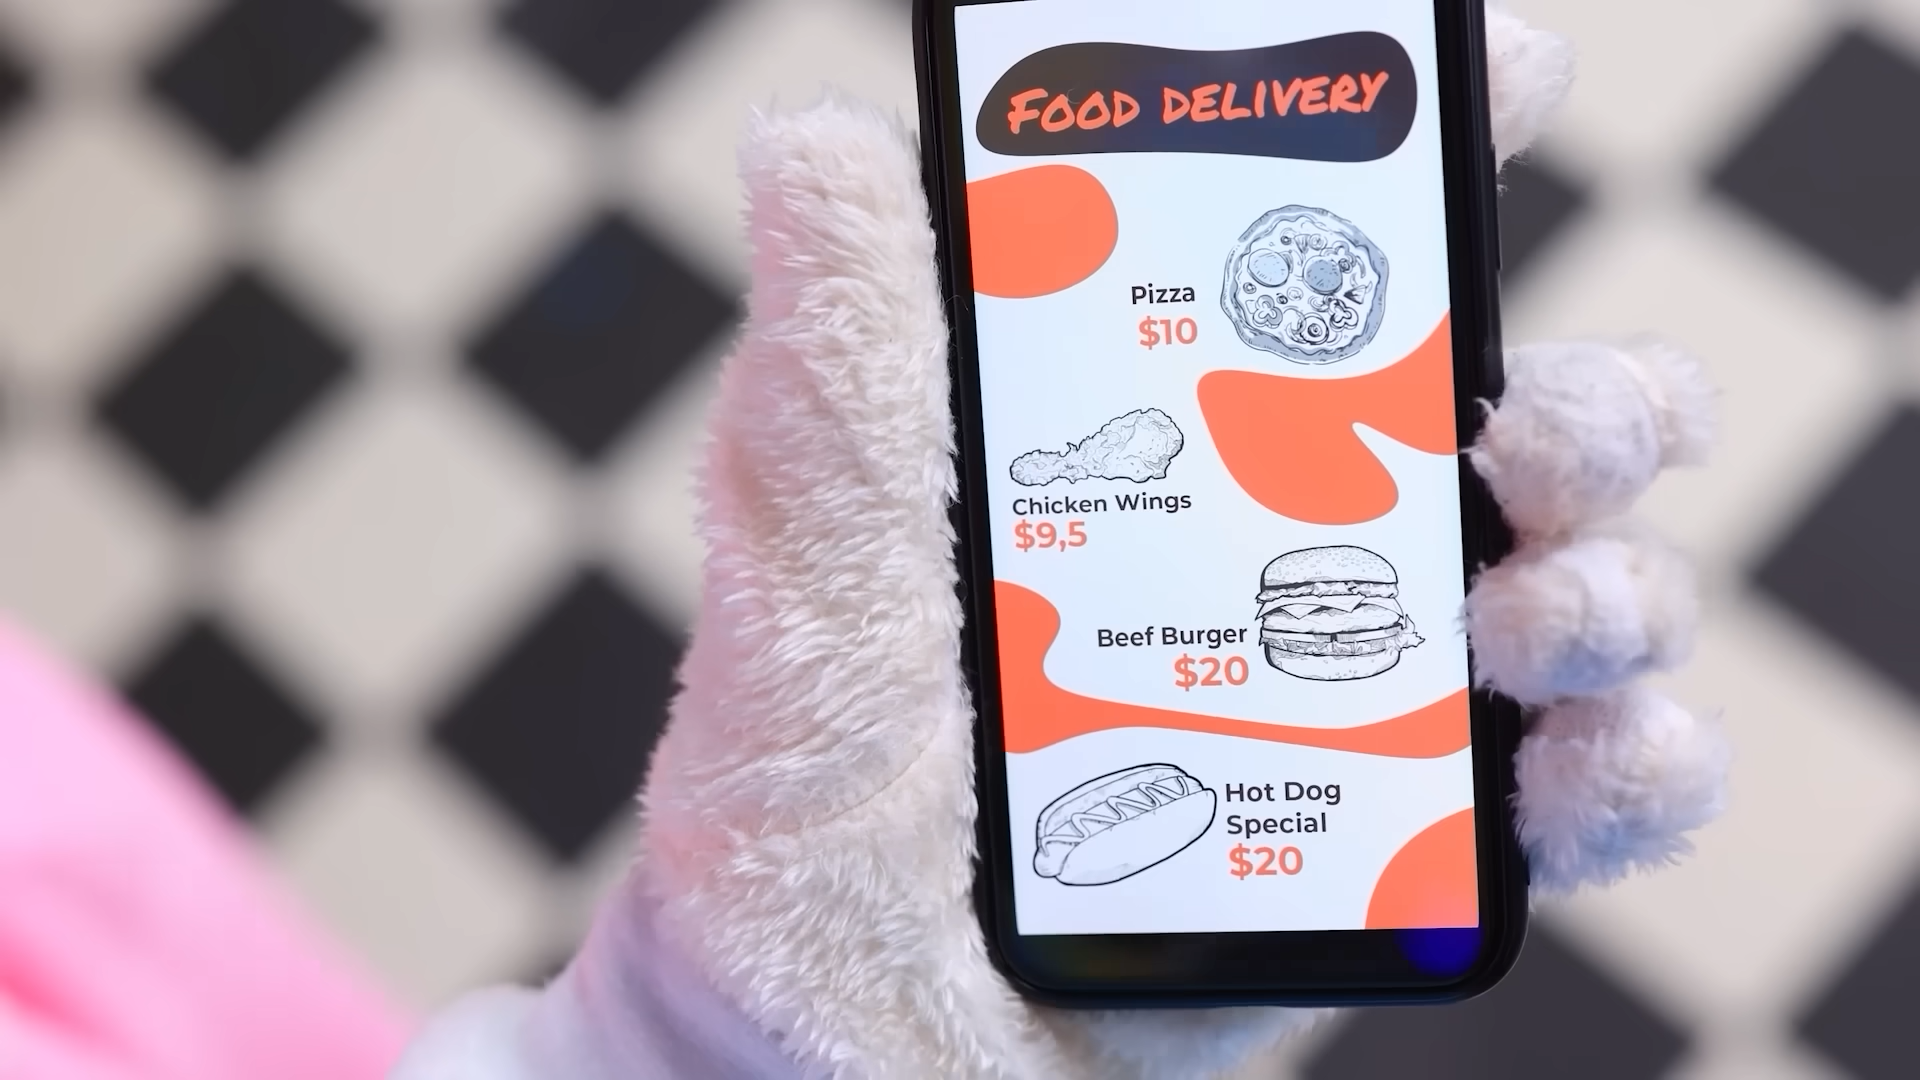 FOOD DELIVERY
Pizza
$10
Chicken Wings
$9,5
Beef Burger
$20
Hot Dog
Special
$20